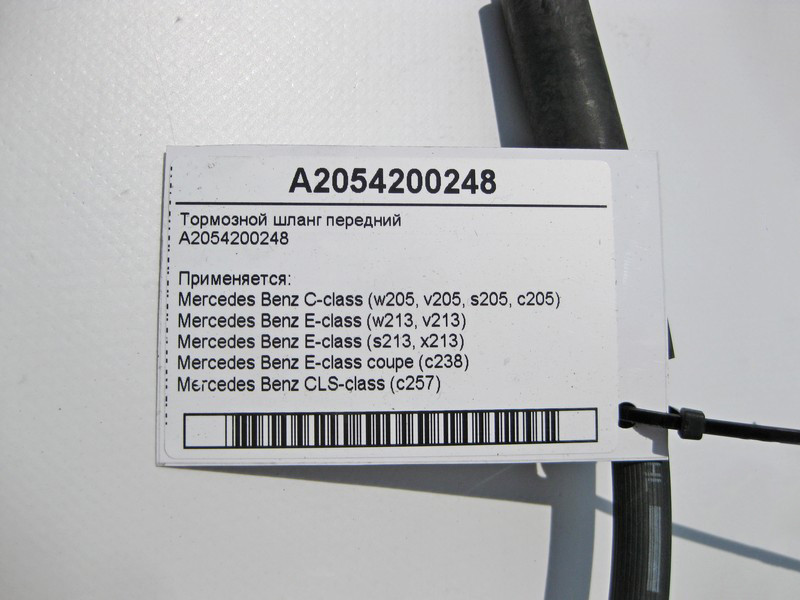 A2054200248
Тормозной шланг передний
A2054200248
Применяется:
Mercedes Benz C-class (w205, v205, s205, c205)
Mercedes Benz E-class (w213, v213)
Mercedes Benz E-class (s213, x213)
Mercedes Benz E-class coupe (c238)
Mercedes Benz CLS-class (c257)